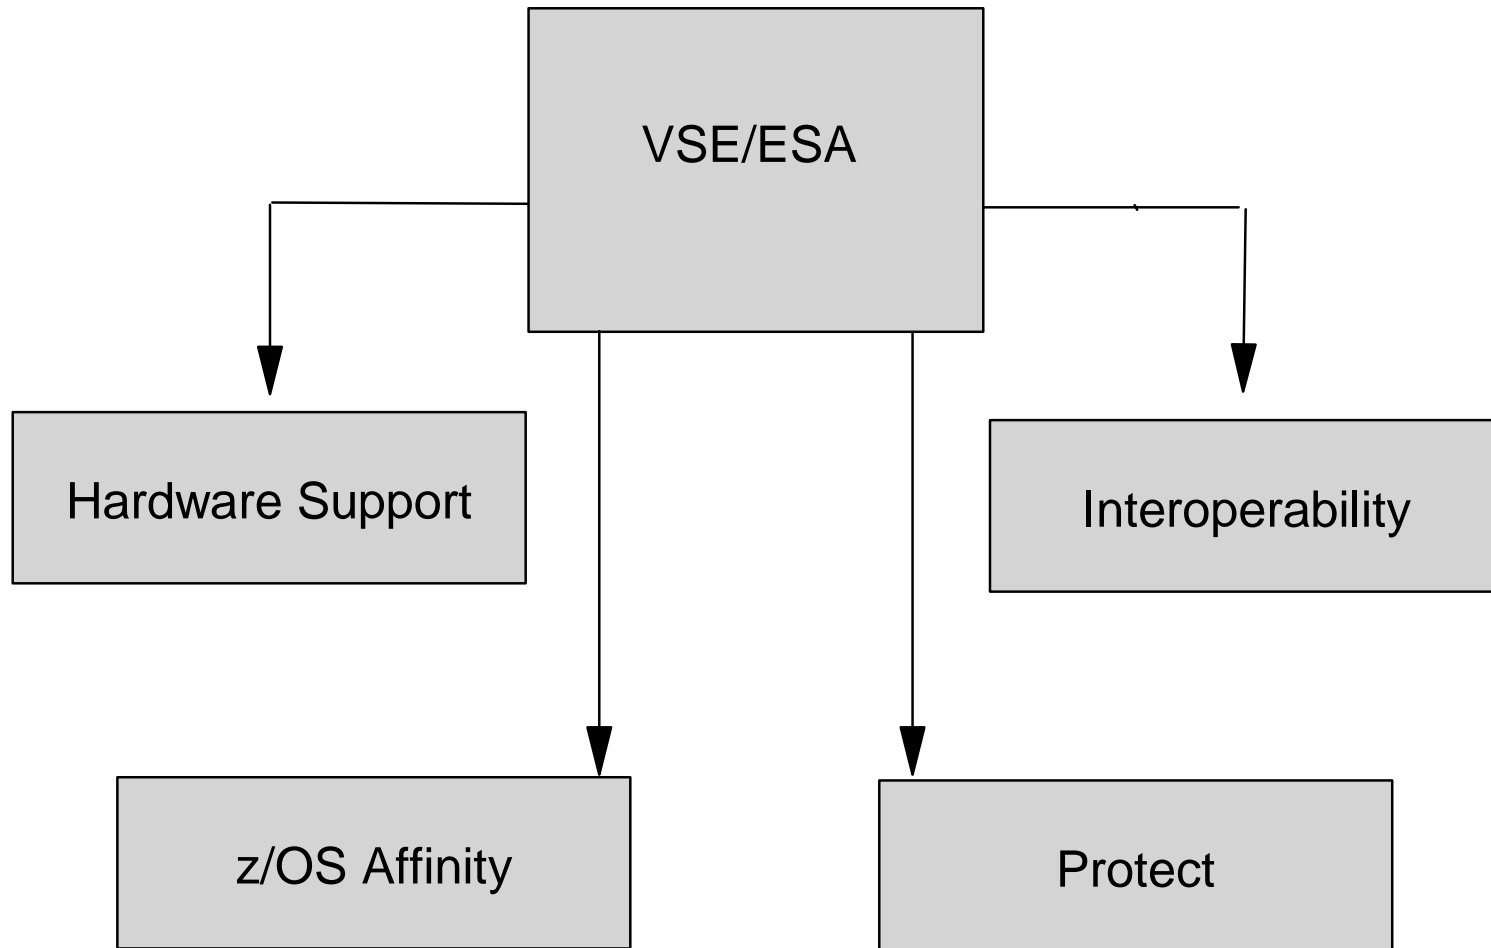 VSE/ESA
Hardware Support
Interoperability
z/OS Affinity
Protect